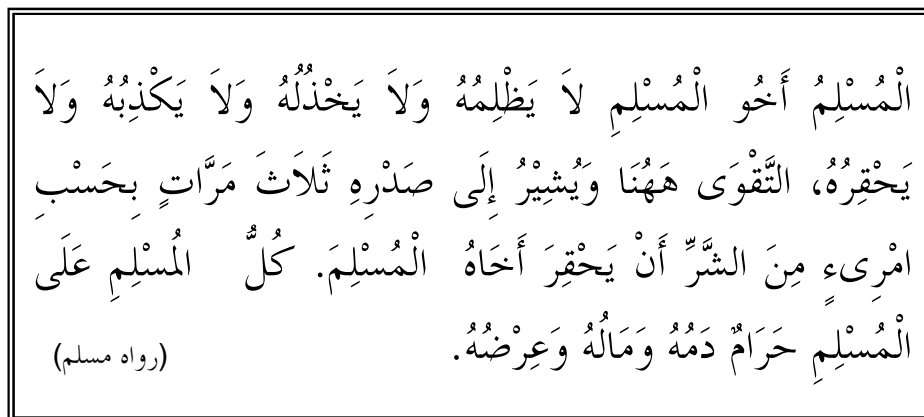 الْمُسْلِمُ أَخُو الْمُسْلِمِ لاَ يَظْلِمُهُ وَلاَ يَخْذُلُهُ وَلاَ يَكْذِبُهُ وَلاَ
يَحْقِرُهُ، التَّقْوَى هَهُنَا وَيُشِيْرُ إِلَى صَدْرِهِ ثَلاَثَ مَرَّاتٍ بِحَسْبِ
امْرِىءٍ مِنَ الشَّرِّ أَنْ يَحْقِرَ أَخَاهُ الْمُسْلِمَ. كُلُّ الْمُسْلِمِ عَلَى
الْمُسْلِمِ حَرَامٌ دَمُهُ وَمَالُهُ وَعِرْضُهُ. (رواه مسلم)